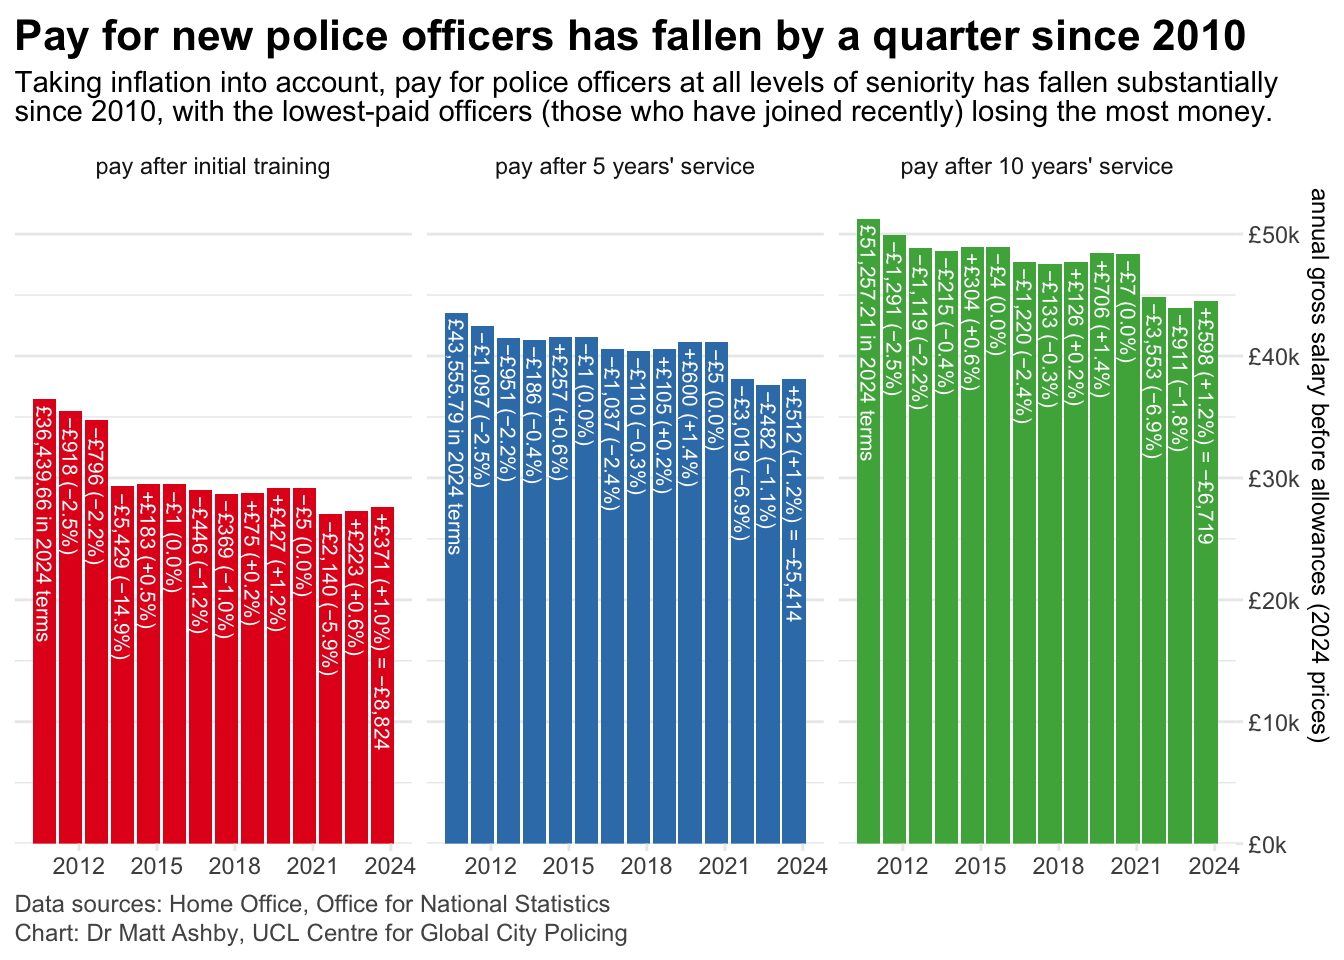 Pay for new police officers has fallen by a quarter since 2010
Taking inflation into account, pay for police officers at all levels of seniority has fallen substantially
since 2010, with the lowest-paid officers (those who have joined recently) losing the most money.
pay after initial training
£36,439.66 in 2024 terms
−£918 (−2.5%)
−£796 (−2.2%)
−£5,429 (−14.9%)
+£183 (+0.5%)
−£1 (0.0%)
−£446 (−1.2%)
−£369 (−1.0%)
+£75 (+0.2%)
+£427 (+1.2%)
−£5 (0.0%)
−£2,140 (−5.9%)
+£223 (+0.6%)
+£371 (+1.0%) = −£8,824
2012 2015 2018 2021 2024
pay after 5 years' service
£43,555.79 in 2024 terms
−£1,097 (−2.5%)
−£951 (−2.2%)
−£186 (−0.4%)
+£257 (+0.6%)
−£1 (0.0%)
−£1,037 (−2.4%)
−£110 (−0.3%)
+£105 (+0.2%)
+£600 (+1.4%)
−£5 (0.0%)
−£3,019 (−6.9%)
−£482 (−1.1%)
+£512 (+1.2%) = −£5,414
2012 2015 2018 2021 2024
pay after 10 years' service
£51,257.21 in 2024 terms
−£1,291 (−2.5%)
−£1,119 (−2.2%)
−£215 (−0.4%)
+£304 (+0.6%)
−£4 (0.0%)
−£1,220 (−2.4%)
−£133 (−0.3%)
+£126 (+0.2%)
+£706 (+1.4%)
−£7 (0.0%)
−£3,553 (−6.9%)
−£911 (−1.8%)
+£598 (+1.2%) = −£6,719
2012 2015 2018 2021 2024
£50k
£40k
£30k
£20k
£10k
£0k
annual gross salary before allowances (2024 prices)
Data sources: Home Office, Office for National Statistics
Chart: Dr Matt Ashby, UCL Centre for Global City Policing